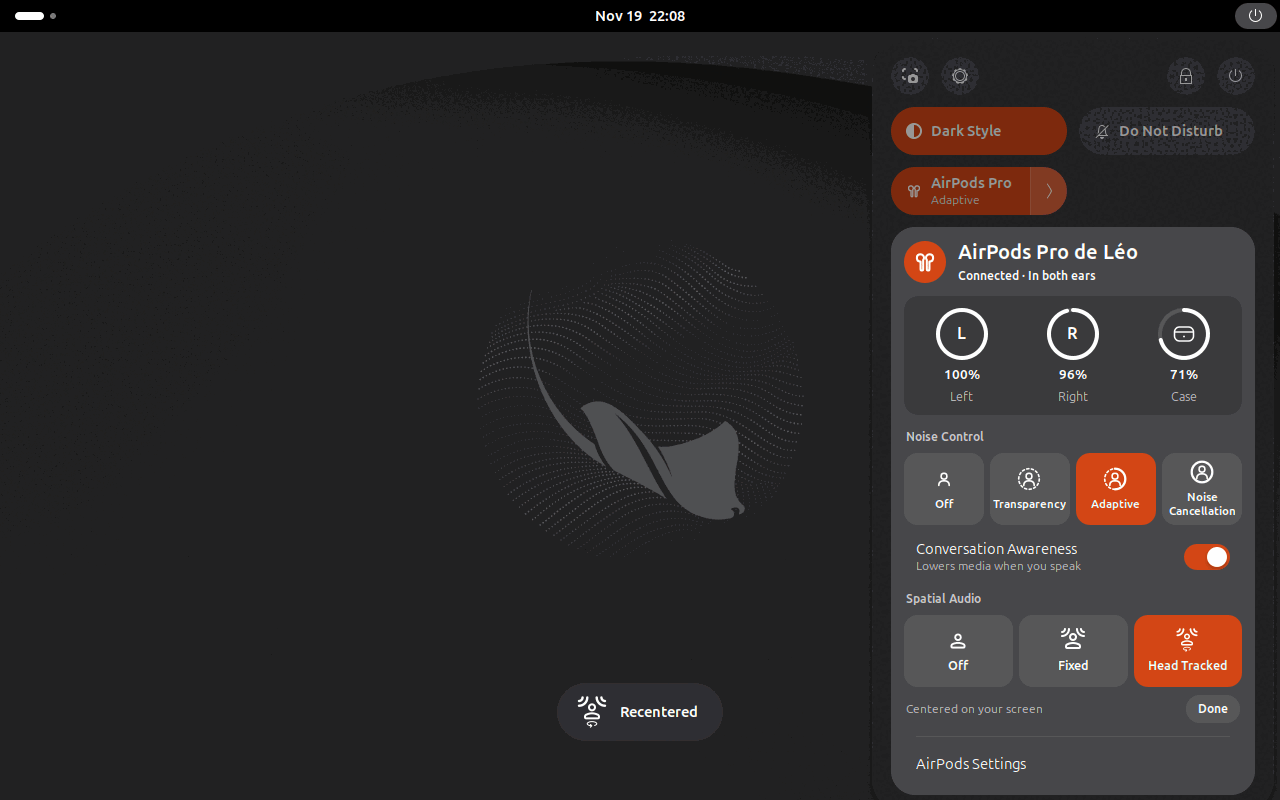 Nov 19 22:08
Dark Style
Do Not Disturb
AirPods Pro
Adaptive
AirPods Pro de Léo
Connected · In both ears
L
R
100%
96%
71%
Left
Right
Case
Noise Control
Off
Transparency
Adaptive
Noise
Cancellation
Conversation Awareness
Lowers media when you speak
Spatial Audio
Off
Fixed
Head Tracked
Recentered
Centered on your screen
Done
AirPods Settings